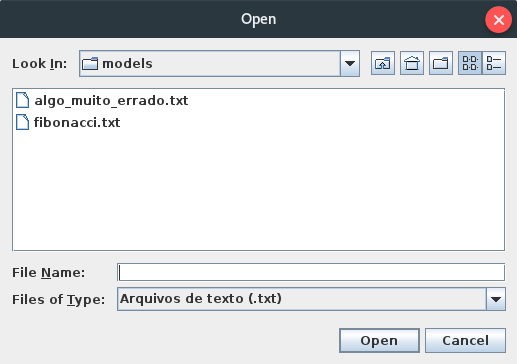 Open
Look In: models
algo_muito_errado.txt
fibonacci.txt
File Name:
Files of Type: Arquivos de texto (.txt)
Open Cancel